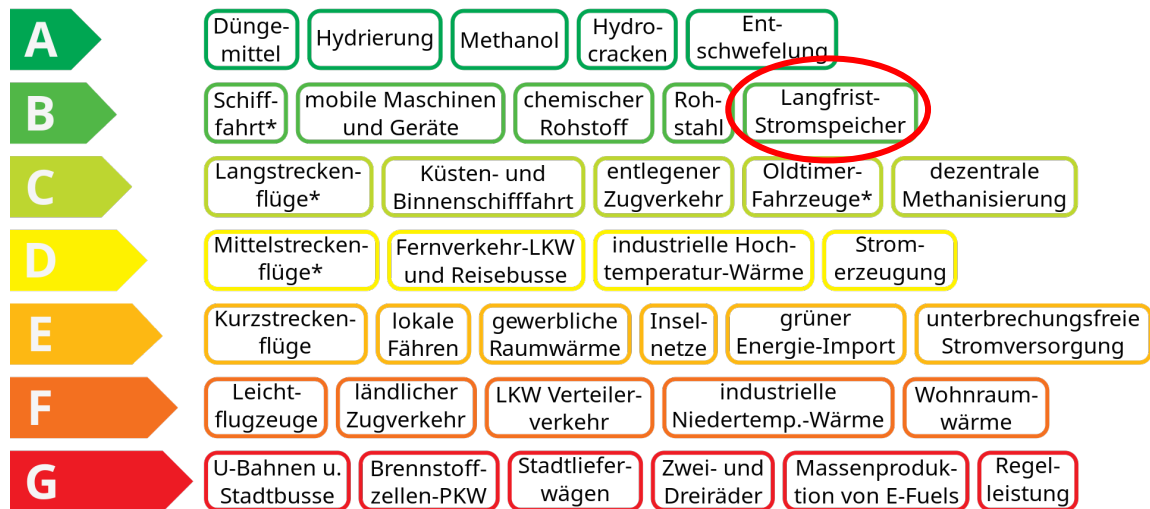 A
Dünge-
mittel
Hydrierung
Methanol
Hydro-
cracken
Ent-
schwefelung
B
Schiff-
fahrt*
mobile Maschinen
und Geräte
chemischer
Rohstoff
Roh-
stahl
Langfrist-
Stromspeicher
C
Langstrecken-
flüge*
Küsten- und
Binnenschifffahrt
entlegener
Zugverkehr
Oldtimer-
Fahrzeuge*
dezentrale
Methanisierung
D
Mittelstrecken-
flüge*
Fernverkehr-LKW
und Reisebusse
industrielle Hoch-
temperatur-Wärme
Strom-
erzeugung
E
Kurzstrecken-
flüge
lokale
Fähren
gewerbliche
Raumwärme
Insel-
netze
grüner
Energie-Import
unterbrechungsfreie
Stromversorgung
F
Leicht-
flugzeuge
ländlicher
Zugverkehr
LKW Verteiler-
verkehr
industrielle
Niedertemp.-Wärme
Wohnraum-
wärme
G
U-Bahnen u.
Stadtbusse
Brennstoff-
zellen-PKW
Stadtliefer-
wägen
Zwei- und
Dreiräder
Massenproduk-
tion von E-Fuels
Regel-
leistung